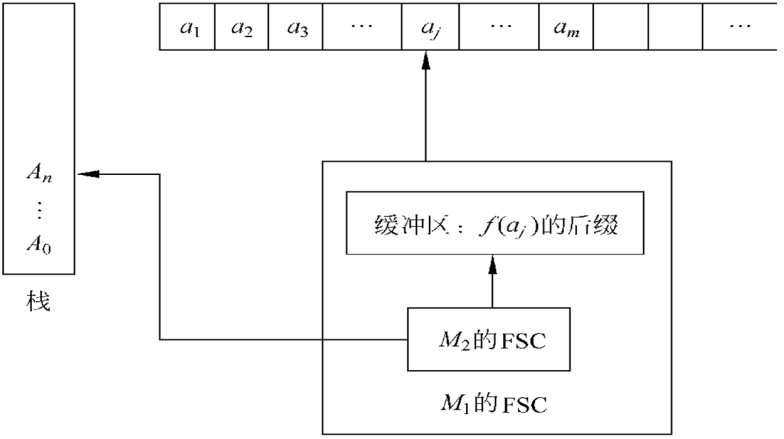 a1 a2 a3 … aj … am …
An
⋮
A0
栈
缓冲区：f(aj)的后缀
M2的FSC
M1的FSC